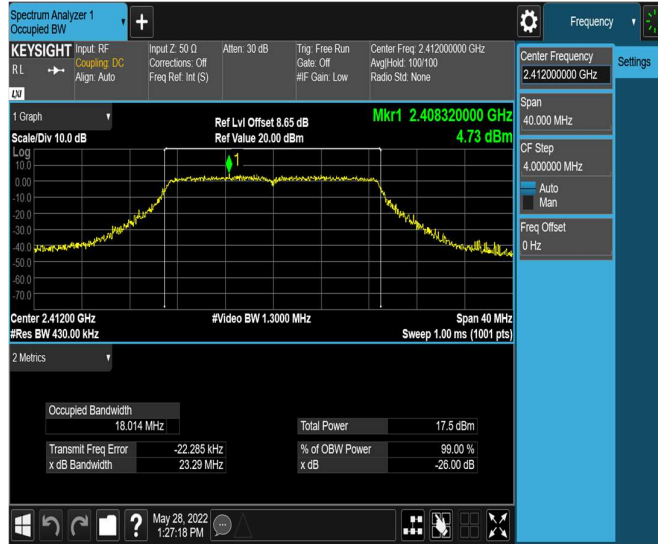 Spectrum Analyzer 1
Occupied BW
Frequency
KEYSIGHT
R L
LXI
Input: RF
Coupling: DC
Align: Auto
Input Z: 50 Ω
Corrections: Off
Freq Ref: Int (S)
Atten: 30 dB
Trig: Free Run
Gate: Off
#IF Gain: Low
Center Freq: 2.412000000 GHz
Avg|Hold: 100/100
Radio Std: None
Center Frequency
2.412000000 GHz
Settings
Span
40.000 MHz
CF Step
4.000000 MHz
Auto
Man
Freq Offset
0 Hz
1 Graph
Scale/Div 10.0 dB
Ref Lvl Offset 8.65 dB
Ref Value 20.00 dBm
Mkr1 2.408320000 GHz
4.73 dBm
Log
10.0
0.00
-10.0
-20.0
-30.0
-40.0
-50.0
-60.0
-70.0
1
Center 2.41200 GHz
#Video BW 1.3000 MHz
Span 40 MHz
#Res BW 430.00 kHz
Sweep 1.00 ms (1001 pts)
2 Metrics
Occupied Bandwidth
18.014 MHz
Total Power 17.5 dBm
Transmit Freq Error -22.285 kHz
% of OBW Power 99.00 %
x dB Bandwidth 23.29 MHz
x dB -26.00 dB
?
May 28, 2022
1:27:18 PM